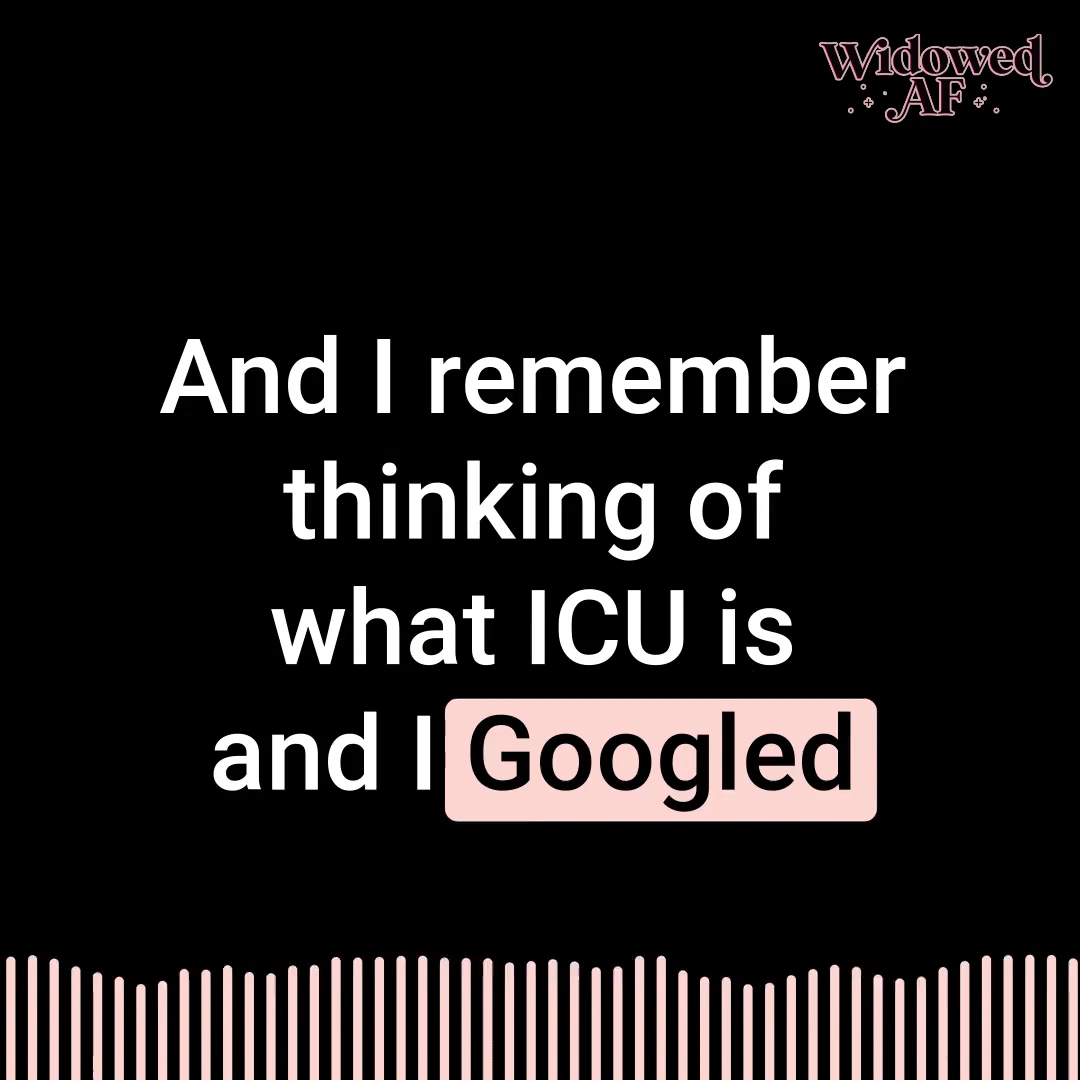 Widowed
AF
And I remember
thinking of
what ICU is
and I Googled